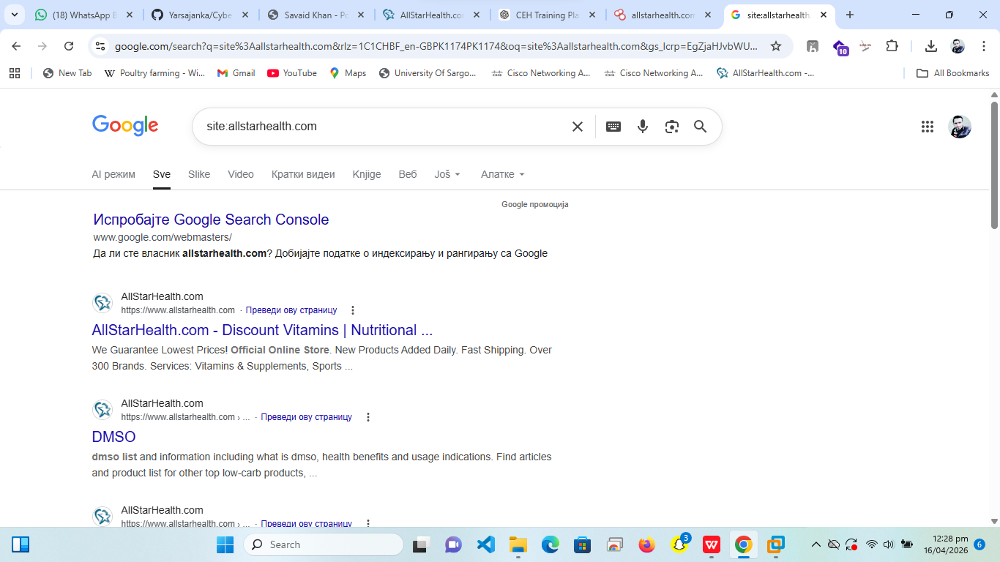 (18) WhatsApp B
Yarsajanka/Cybe
Savaid Khan - Po
AllStarHealth.co
CEH Training Pla
allstarhealth.com
site:allstarhealth.
google.com/search?q=site%3Aallstarhealth.com&rlz=1C1CHBF_en-GBPK1174PK1174&oq=site%3Aallstarhealth.com&gs_lcrp=EgZjaHJvbWU...
10
LOG IN
New Tab
Poultry farming - Wi...
Gmail
YouTube
Maps
University Of Sargo...
Cisco Networking A...
Cisco Networking A...
AllStarHealth.com -...
All Bookmarks
Google
site:allstarhealth.com
AI режим
Sve
Slike
Video
Кратки видеи
Knjige
Веб
Još
Алатке
Google промоција
Испробајте Google Search Console
www.google.com/webmasters/
Да ли сте власник allstarhealth.com? Добијајте податке о индексирању и рангирању са Google
AllStarHealth.com
https://www.allstarhealth.com · Преведи ову страницу
AllStarHealth.com - Discount Vitamins | Nutritional ...
We Guarantee Lowest Prices! Official Online Store. New Products Added Daily. Fast Shipping. Over
300 Brands. Services: Vitamins & Supplements, Sports ...
AllStarHealth.com
https://www.allstarhealth.com › ... · Преведи ову страницу
DMSO
dmso list and information including what is dmso, health benefits and usage indications. Find articles
and product list for other top low-carb products, ...
AllStarHealth.com
https://www.allstarhealth.com › ... · Преведи ову страницу
Search
3
12:28 pm
16/04/2026
6